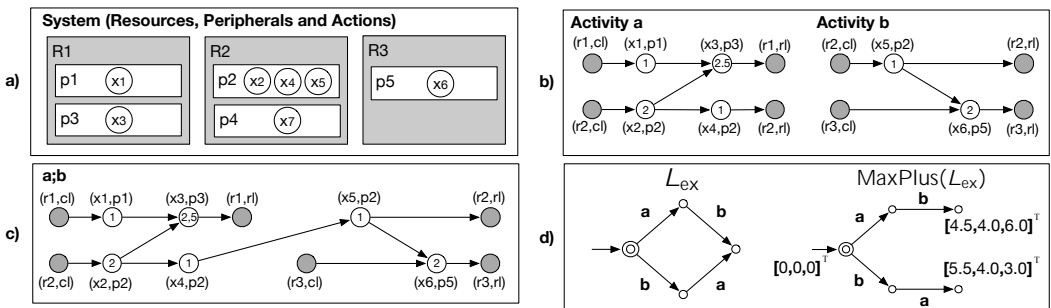 a)
System (Resources, Peripherals and Actions)
R1
p1 x1
p3 x3
R2
p2 x2 x4 x5
p4 x7
R3
p5 x6
b)
Activity a
(r1,cl) (x1,p1) (x3,p3) (r1,rl)
1 2.5
2 1
(r2,cl) (x2,p2) (x4,p2) (r2,rl)
Activity b
(r2,cl) (x5,p2) (r2,rl)
1
2
(r3,cl) (x6,p5) (r3,rl)
c)
a;b
(r1,cl) (x1,p1) (x3,p3) (r1,rl) (x5,p2) (r2,rl)
1 2,5 1
2 1 2
(r2,cl) (x2,p2) (x4,p2) (r3,cl) (x6,p5) (r3,rl)
d)
Lex
a b
b a
MaxPlus(Lex)
a b
[4.5,4.0,6.0]T
[0,0,0]T
[5.5,4.0,3.0]T
b a